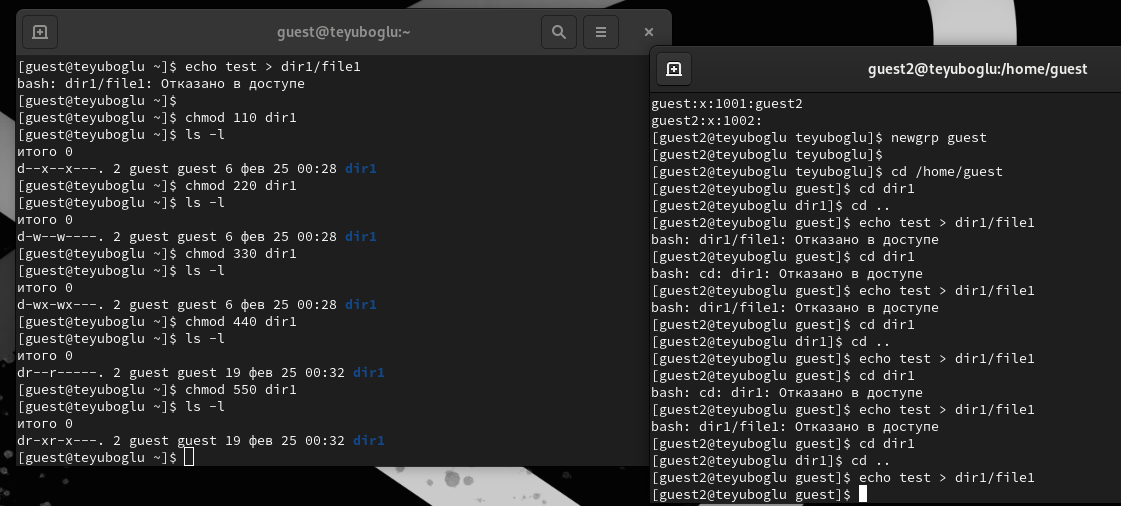 guest@teyuboglu:~
[guest@teyuboglu ~]$ echo test > dir1/file1
bash: dir1/file1: Отказано в доступе
[guest@teyuboglu ~]$
[guest@teyuboglu ~]$ chmod 110 dir1
[guest@teyuboglu ~]$ ls -l
итого 0
d--x--x---. 2 guest guest 6 фев 25 00:28 dir1
[guest@teyuboglu ~]$ chmod 220 dir1
[guest@teyuboglu ~]$ ls -l
итого 0
d-w--w----. 2 guest guest 6 фев 25 00:28 dir1
[guest@teyuboglu ~]$ chmod 330 dir1
[guest@teyuboglu ~]$ ls -l
итого 0
d-wx-wx---. 2 guest guest 6 фев 25 00:28 dir1
[guest@teyuboglu ~]$ chmod 440 dir1
[guest@teyuboglu ~]$ ls -l
итого 0
dr--r-----. 2 guest guest 19 фев 25 00:32 dir1
[guest@teyuboglu ~]$ chmod 550 dir1
[guest@teyuboglu ~]$ ls -l
итого 0
dr-xr-x---. 2 guest guest 19 фев 25 00:32 dir1
[guest@teyuboglu ~]$
guest2@teyuboglu:/home/guest
guest:x:1001:guest2
guest2:x:1002:
[guest2@teyuboglu teyuboglu]$ newgrp guest
[guest2@teyuboglu teyuboglu]$
[guest2@teyuboglu teyuboglu]$ cd /home/guest
[guest2@teyuboglu guest]$ cd dir1
[guest2@teyuboglu dir1]$ cd ..
[guest2@teyuboglu guest]$ echo test > dir1/file1
bash: dir1/file1: Отказано в доступе
[guest2@teyuboglu guest]$ cd dir1
bash: cd: dir1: Отказано в доступе
[guest2@teyuboglu guest]$ echo test > dir1/file1
bash: dir1/file1: Отказано в доступе
[guest2@teyuboglu guest]$ cd dir1
[guest2@teyuboglu dir1]$ cd ..
[guest2@teyuboglu guest]$ echo test > dir1/file1
[guest2@teyuboglu guest]$ cd dir1
bash: cd: dir1: Отказано в доступе
[guest2@teyuboglu guest]$ echo test > dir1/file1
bash: dir1/file1: Отказано в доступе
[guest2@teyuboglu guest]$ cd dir1
[guest2@teyuboglu dir1]$ cd ..
[guest2@teyuboglu guest]$ echo test > dir1/file1
[guest2@teyuboglu guest]$